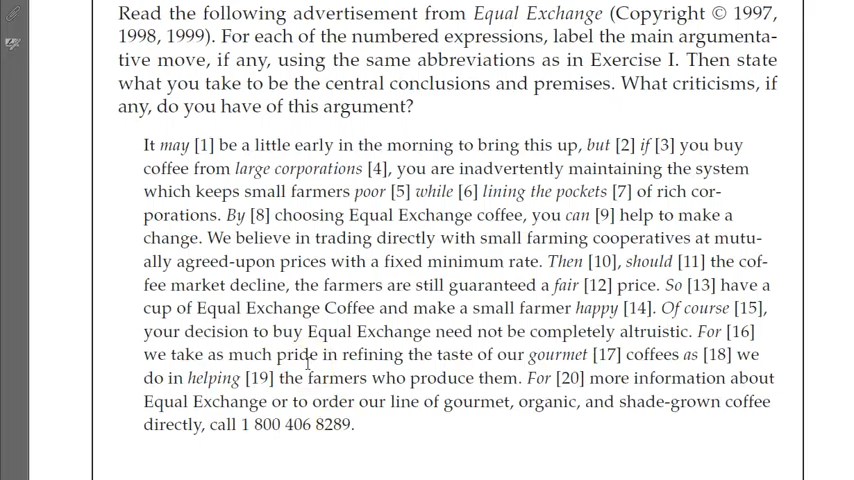 Read the following advertisement from Equal Exchange (Copyright © 1997,
1998, 1999). For each of the numbered expressions, label the main argumenta-
tive move, if any, using the same abbreviations as in Exercise I. Then state
what you take to be the central conclusions and premises. What criticisms, if
any, do you have of this argument?
It may [1] be a little early in the morning to bring this up, but [2] if [3] you buy
coffee from large corporations [4], you are inadvertently maintaining the system
which keeps small farmers poor [5] while [6] lining the pockets [7] of rich cor-
porations. By [8] choosing Equal Exchange coffee, you can [9] help to make a
change. We believe in trading directly with small farming cooperatives at mutu-
ally agreed-upon prices with a fixed minimum rate. Then [10], should [11] the cof-
fee market decline, the farmers are still guaranteed a fair [12] price. So [13] have a
cup of Equal Exchange Coffee and make a small farmer happy [14]. Of course [15],
your decision to buy Equal Exchange need not be completely altruistic. For [16]
we take as much pride in refining the taste of our gourmet [17] coffees as [18] we
do in helping [19] the farmers who produce them. For [20] more information about
Equal Exchange or to order our line of gourmet, organic, and shade-grown coffee
directly, call 1 800 406 8289.